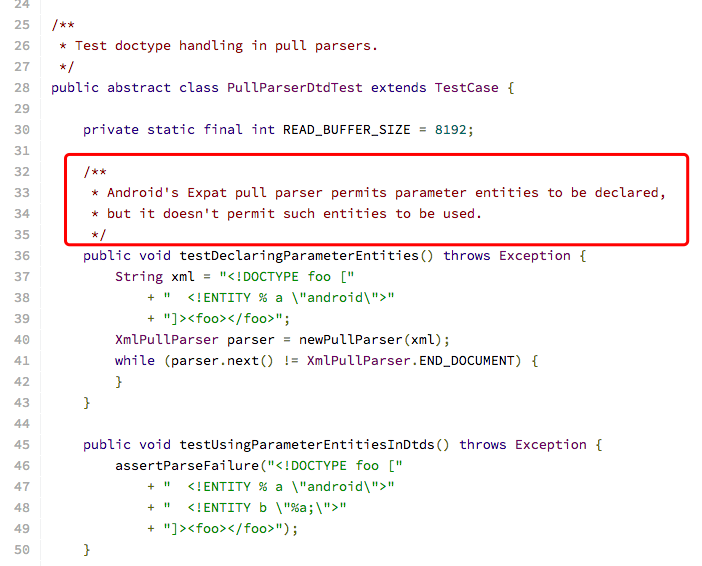 24
25 /**
26  * Test doctype handling in pull parsers.
27  */
28 public abstract class PullParserDtdTest extends TestCase {
29
30     private static final int READ_BUFFER_SIZE = 8192;
31
32     /**
33      * Android's Expat pull parser permits parameter entities to be declared,
34      * but it doesn't permit such entities to be used.
35      */
36     public void testDeclaringParameterEntities() throws Exception {
37         String xml = "<!DOCTYPE foo ["
38             + "  <!ENTITY % a \"android\">"
39             + "]><foo></foo>";
40         XmlPullParser parser = newPullParser(xml);
41         while (parser.next() != XmlPullParser.END_DOCUMENT) {
42         }
43     }
44
45     public void testUsingParameterEntitiesInDtds() throws Exception {
46         assertParseFailure("<!DOCTYPE foo ["
47             + "  <!ENTITY % a \"android\">"
48             + "  <!ENTITY b \"%a;\">"
49             + "]><foo></foo>");
50     }